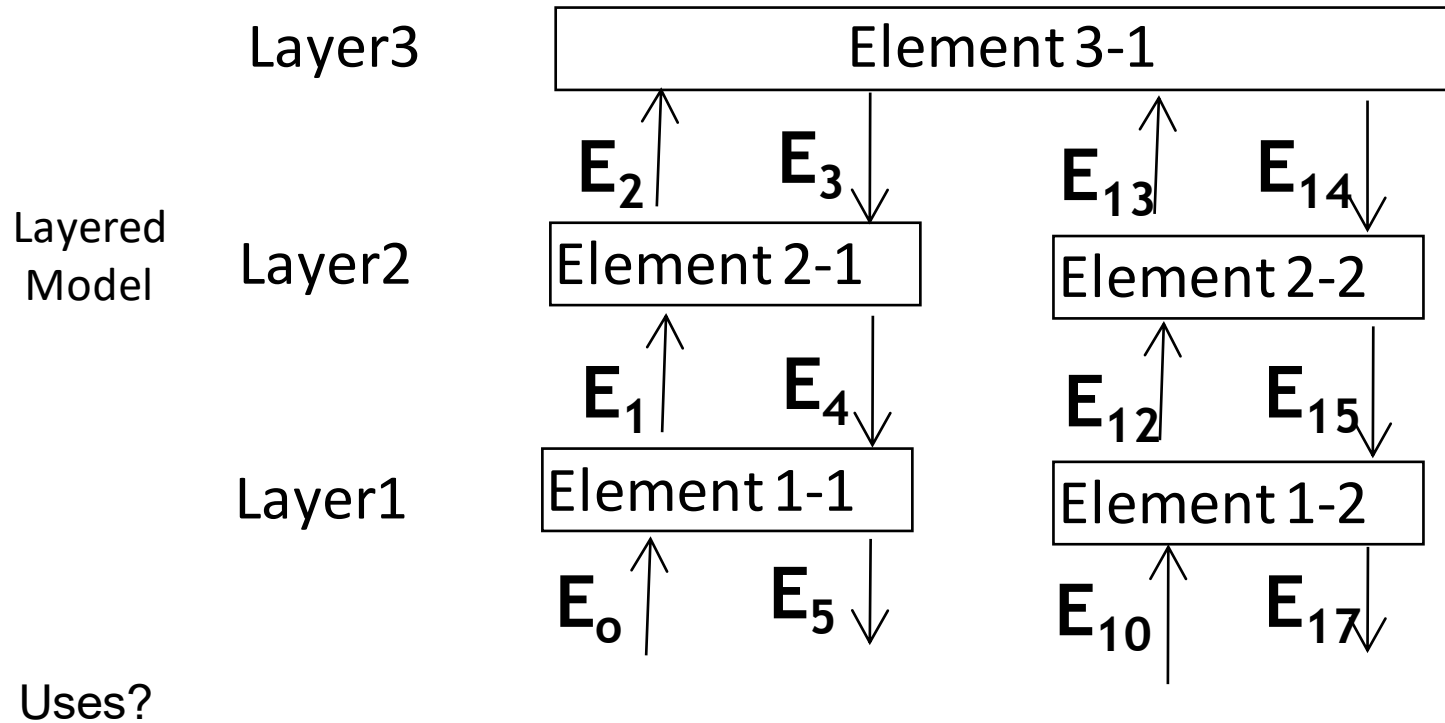 Layer3
Element 3-1
E2
E3
E13
E14
Layered
Model
Layer2
Element 2-1
Element 2-2
E1
E4
E12
E15
Layer1
Element 1-1
Element 1-2
Eo
E5
E10
E17
Uses?